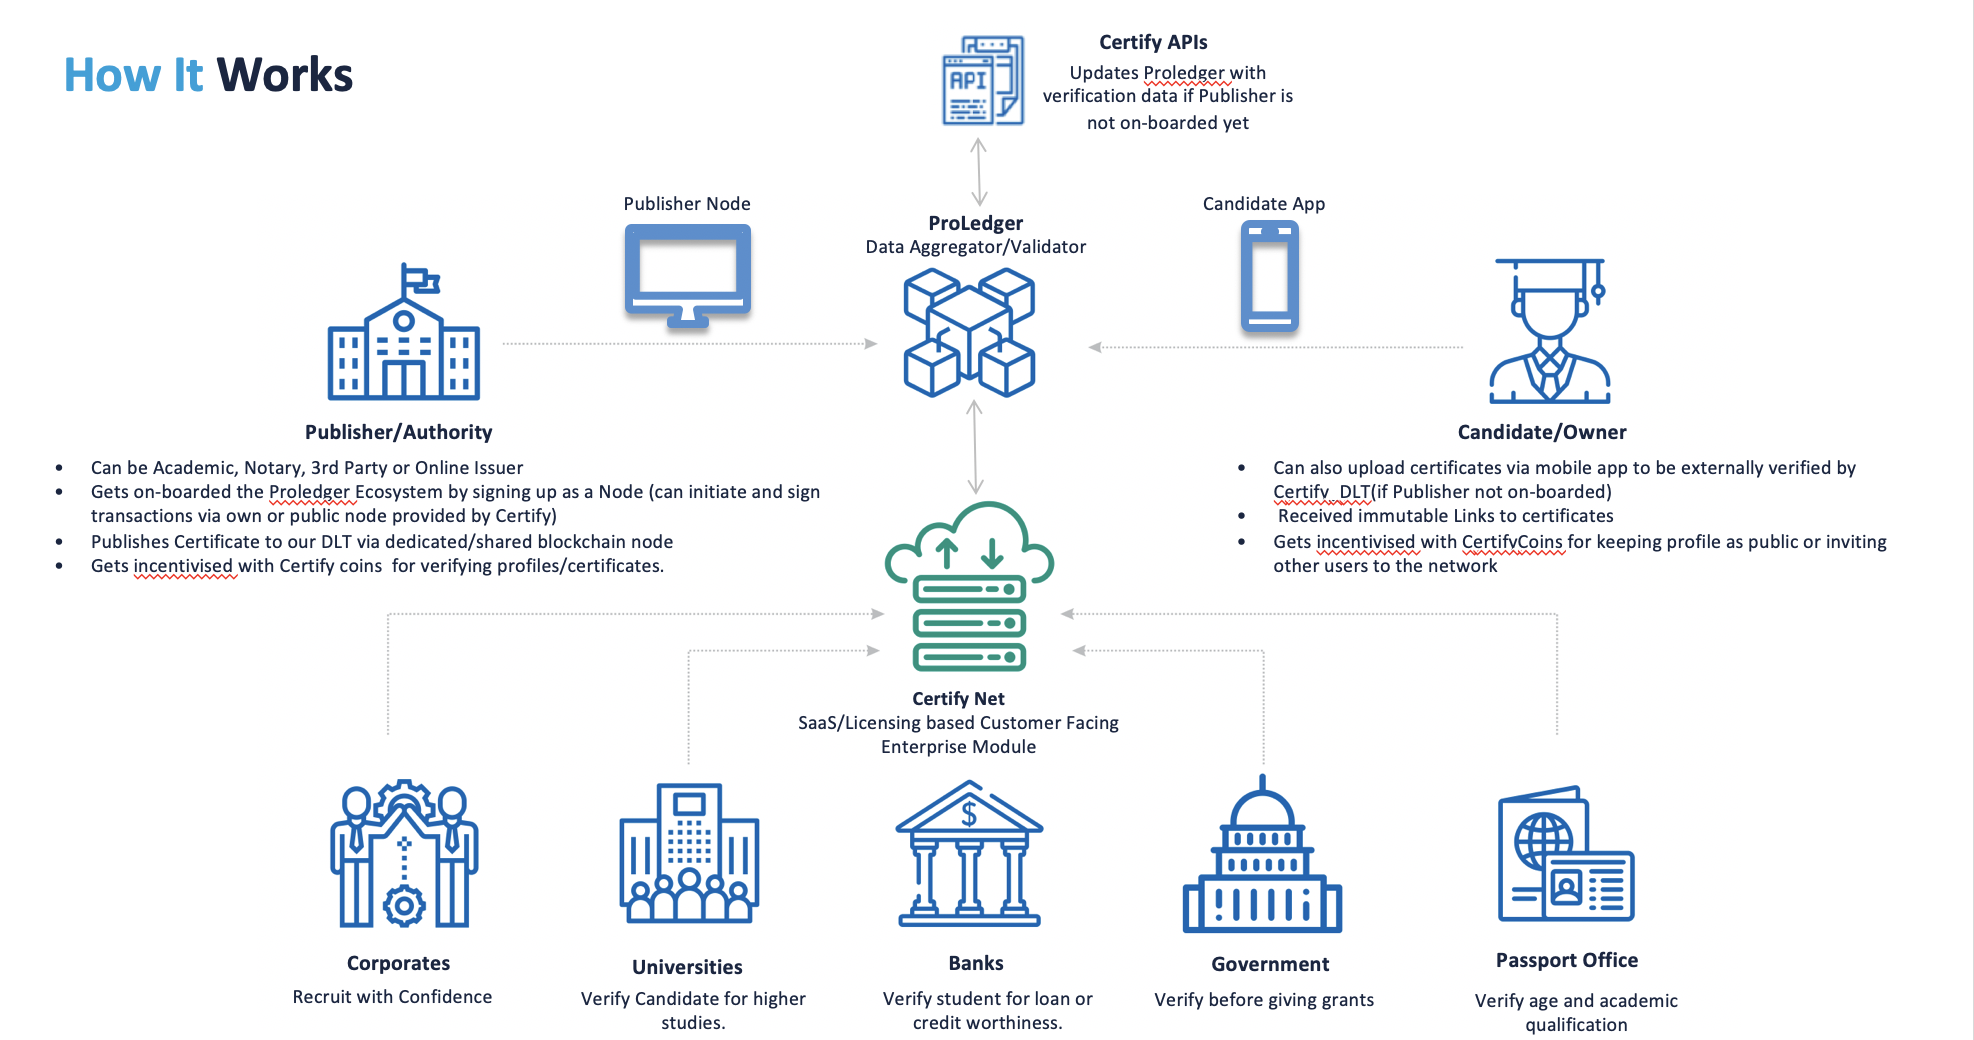 How It Works
Certify APIs
Updates Proledger with
verification data if Publisher is
not on-boarded yet
API
Publisher Node
ProLedger
Data Aggregator/Validator
Candidate App
Publisher/Authority
• Can be Academic, Notary, 3rd Party or Online Issuer
• Gets on-boarded the Proledger Ecosystem by signing up as a Node (can initiate and sign
transactions via own or public node provided by Certify)
• Publishes Certificate to our DLT via dedicated/shared blockchain node
• Gets incentivised with Certify coins for verifying profiles/certificates.
Candidate/Owner
• Can also upload certificates via mobile app to be externally verified by
Certify_DLT(if Publisher not on-boarded)
• Received immutable Links to certificates
• Gets incentivised with CertifyCoins for keeping profile as public or inviting
other users to the network
Certify Net
SaaS/Licensing based Customer Facing
Enterprise Module
$
Corporates
Recruit with Confidence
Universities
Verify Candidate for higher
studies.
Banks
Verify student for loan or
credit worthiness.
Government
Verify before giving grants
Passport Office
Verify age and academic
qualification